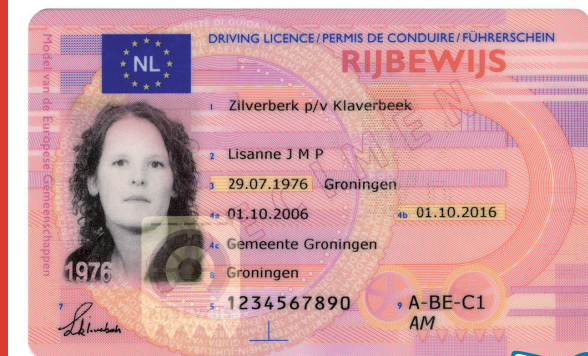 DRIVING LICENCE/PERMIS DE CONDUIRE/FÜHRERSCHEIN
NL
RIJBEWIJS
Model van de Europese Gemeenschappen
1 Zilverberk p/v Klaverbeek
2 Lisanne J M P
3 29.07.1976 Groningen
4a 01.10.2006 4b 01.10.2016
4c Gemeente Groningen
8 Groningen
5 1234567890 9 A-BE-C1
AM
1976
7
SPECIMEN